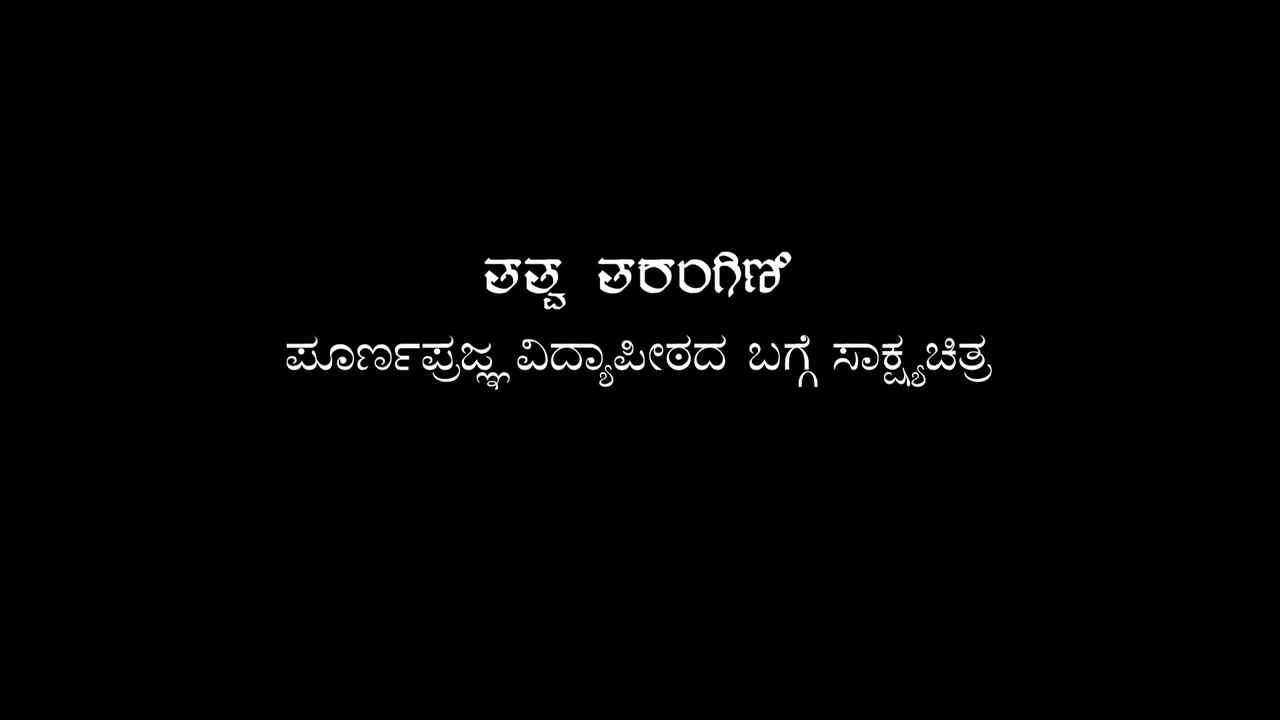 ತತ್ವ ತರಂಗಿಣಿ
ಪೂರ್ಣಪ್ರಜ್ಞ ವಿದ್ಯಾಪೀಠದ ಬಗ್ಗೆ ಸಾಕ್ಷ್ಯಚಿತ್ರ